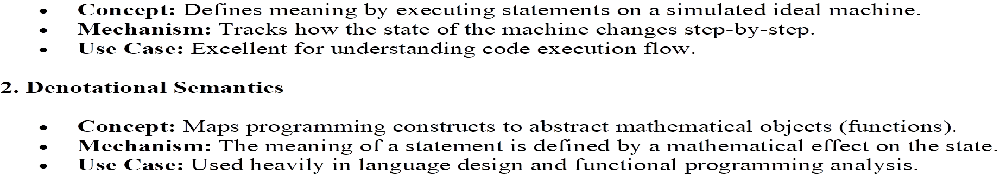 • Concept: Defines meaning by executing statements on a simulated ideal machine.
• Mechanism: Tracks how the state of the machine changes step-by-step.
• Use Case: Excellent for understanding code execution flow.
2. Denotational Semantics
• Concept: Maps programming constructs to abstract mathematical objects (functions).
• Mechanism: The meaning of a statement is defined by a mathematical effect on the state.
• Use Case: Used heavily in language design and functional programming analysis.